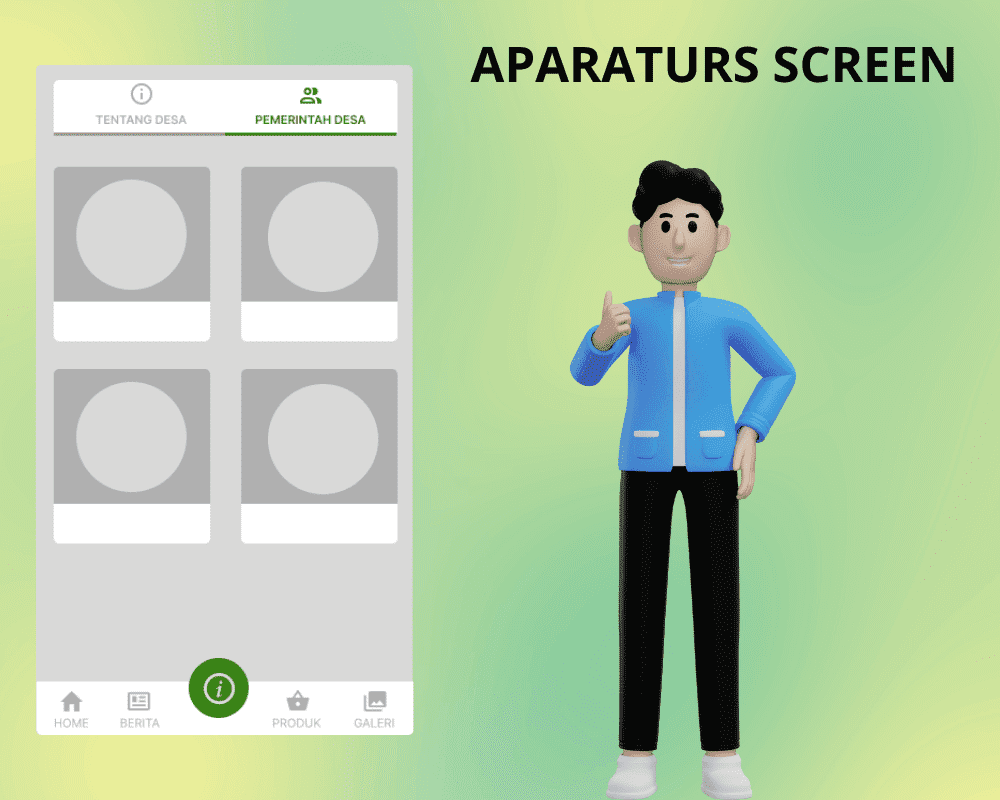 APARATURS SCREEN
TENTANG DESA
PEMERINTAH DESA
HOME
BERITA
PRODUK
GALERI